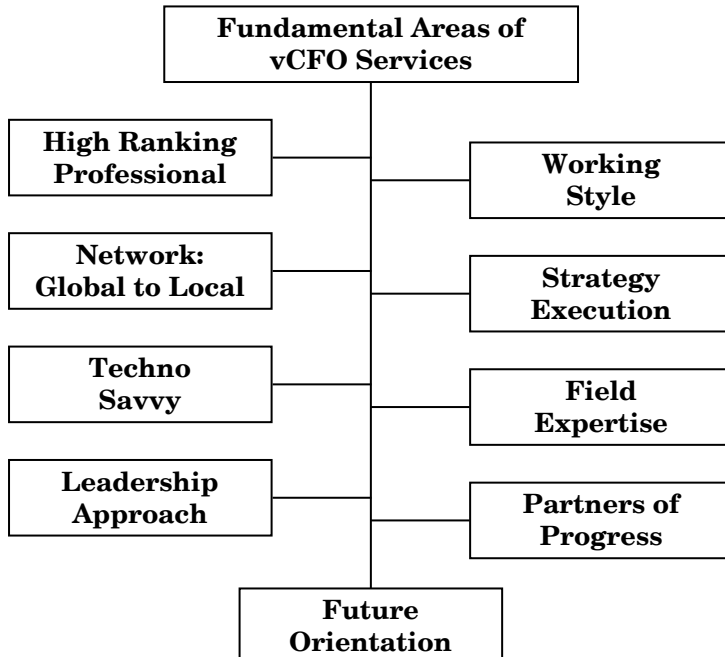 Fundamental Areas of
vCFO Services
High Ranking
Professional
Working
Style
Network:
Global to Local
Strategy
Execution
Techno
Savvy
Field
Expertise
Leadership
Approach
Partners of
Progress
Future
Orientation